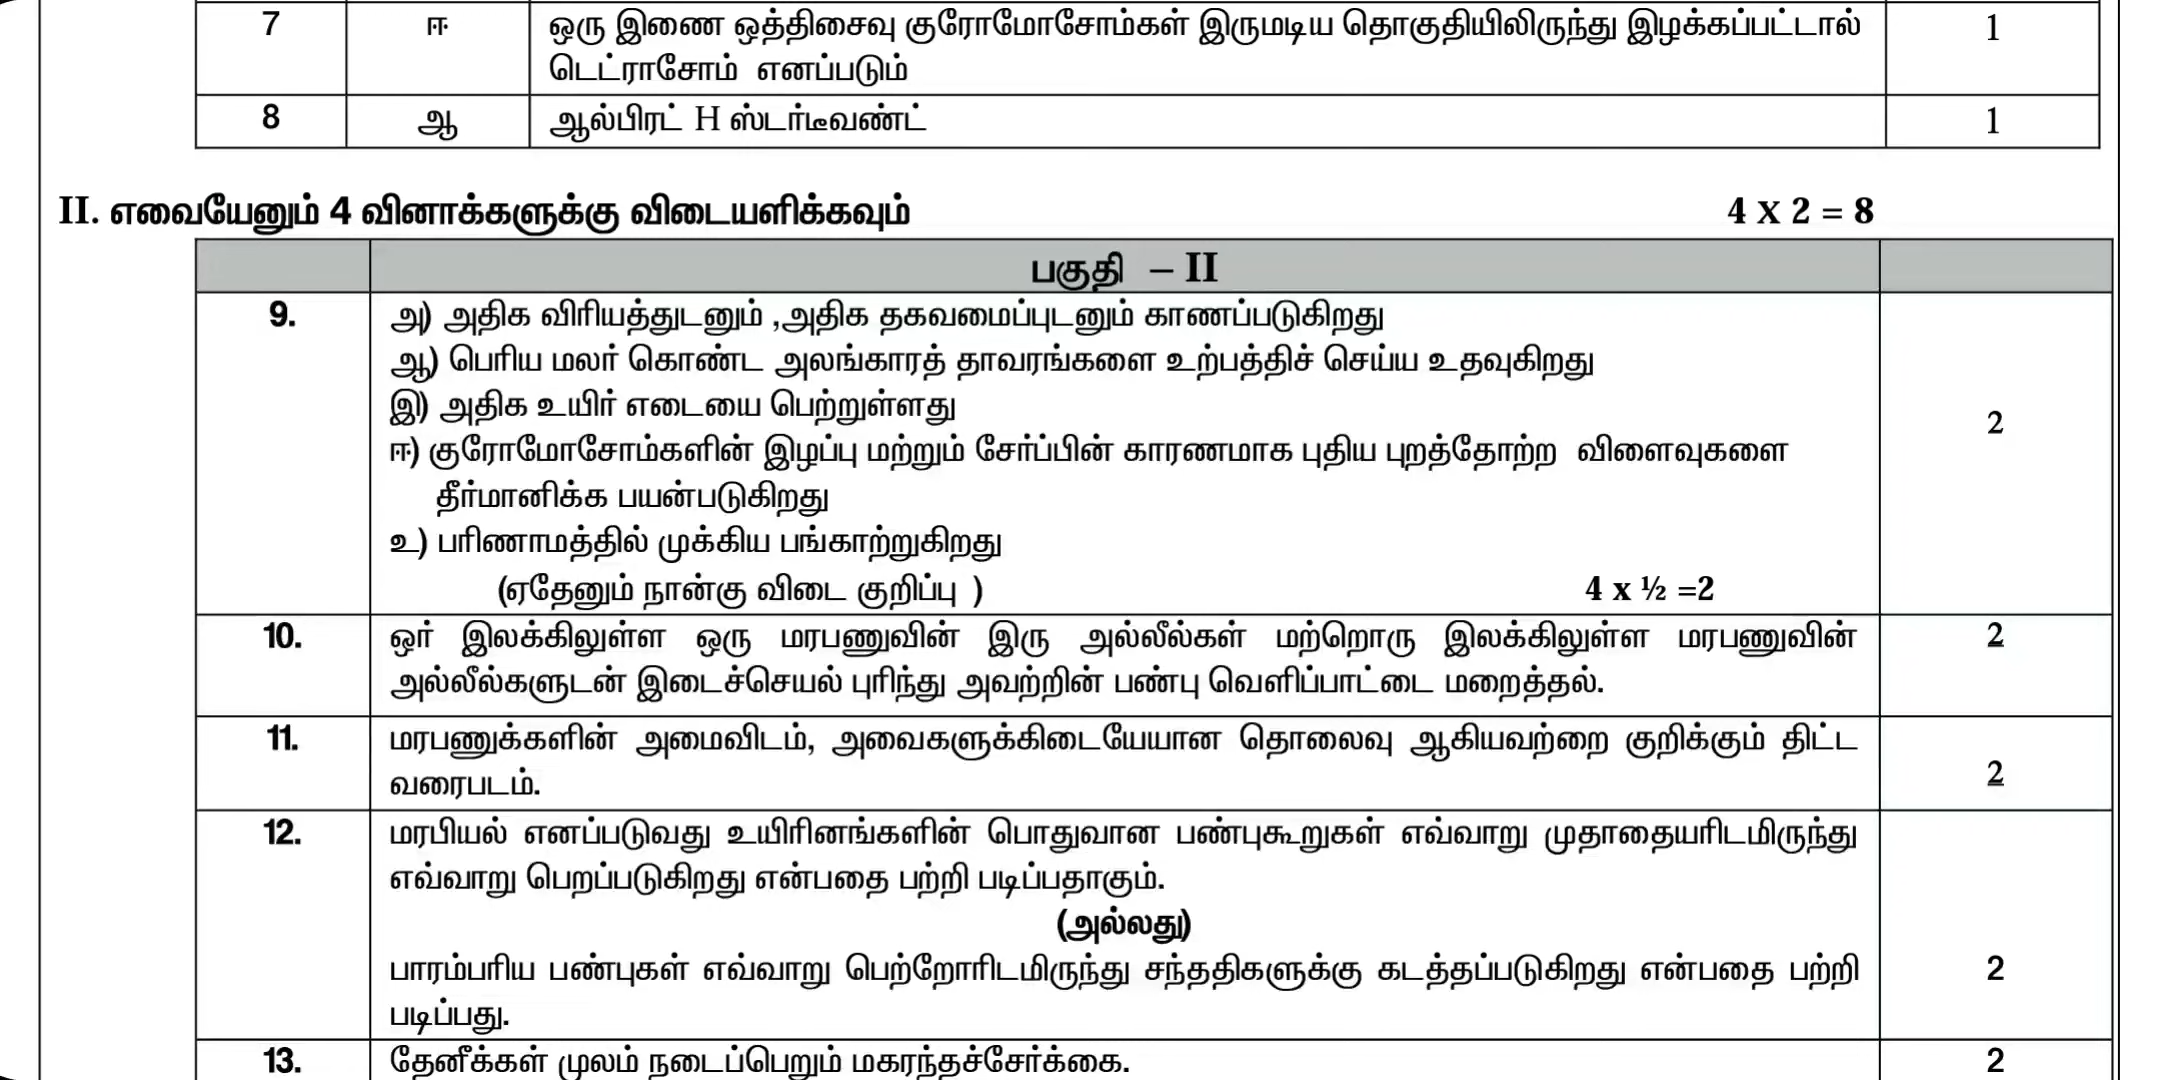 7 ஈ ஒரு இணை ஒத்திசைவு குரோமோசோம்கள் இருமடிய தொகுதியிலிருந்து இழக்கப்பட்டால் 1
டெட்ராசோம் எனப்படும்
8 ஆ ஆல்பிரட் H ஸ்டர்டீவண்ட் 1
II. எவையேனும் 4 வினாக்களுக்கு விடையளிக்கவும் 4 X 2 = 8
பகுதி – II
9. அ) அதிக விரியத்துடனும் ,அதிக தகவமைப்புடனும் காணப்படுகிறது
ஆ) பெரிய மலர் கொண்ட அலங்காரத் தாவரங்களை உற்பத்திச் செய்ய உதவுகிறது
இ) அதிக உயிர் எடையை பெற்றுள்ளது
2
ஈ) குரோமோசோம்களின் இழப்பு மற்றும் சேர்ப்பின் காரணமாக புதிய புறத்தோற்ற விளைவுகளை
தீர்மானிக்க பயன்படுகிறது
உ) பரிணாமத்தில் முக்கிய பங்காற்றுகிறது
(ஏதேனும் நான்கு விடை குறிப்பு ) 4 x ½ =2
10. ஓர் இலக்கிலுள்ள ஒரு மரபணுவின் இரு அல்லீல்கள் மற்றொரு இலக்கிலுள்ள மரபணுவின் 2
அல்லீல்களுடன் இடைச்செயல் புரிந்து அவற்றின் பண்பு வெளிப்பாட்டை மறைத்தல்.
11. மரபணுக்களின் அமைவிடம், அவைகளுக்கிடையேயான தொலைவு ஆகியவற்றை குறிக்கும் திட்ட
வரைபடம். 2
12. மரபியல் எனப்படுவது உயிரினங்களின் பொதுவான பண்புகூறுகள் எவ்வாறு முதாதையரிடமிருந்து
எவ்வாறு பெறப்படுகிறது என்பதை பற்றி படிப்பதாகும்.
(அல்லது)
பாரம்பரிய பண்புகள் எவ்வாறு பெற்றோரிடமிருந்து சந்ததிகளுக்கு கடத்தப்படுகிறது என்பதை பற்றி 2
படிப்பது.
13. தேனீக்கள் முலம் நடைப்பெறும் மகரந்தச்சேர்க்கை. 2